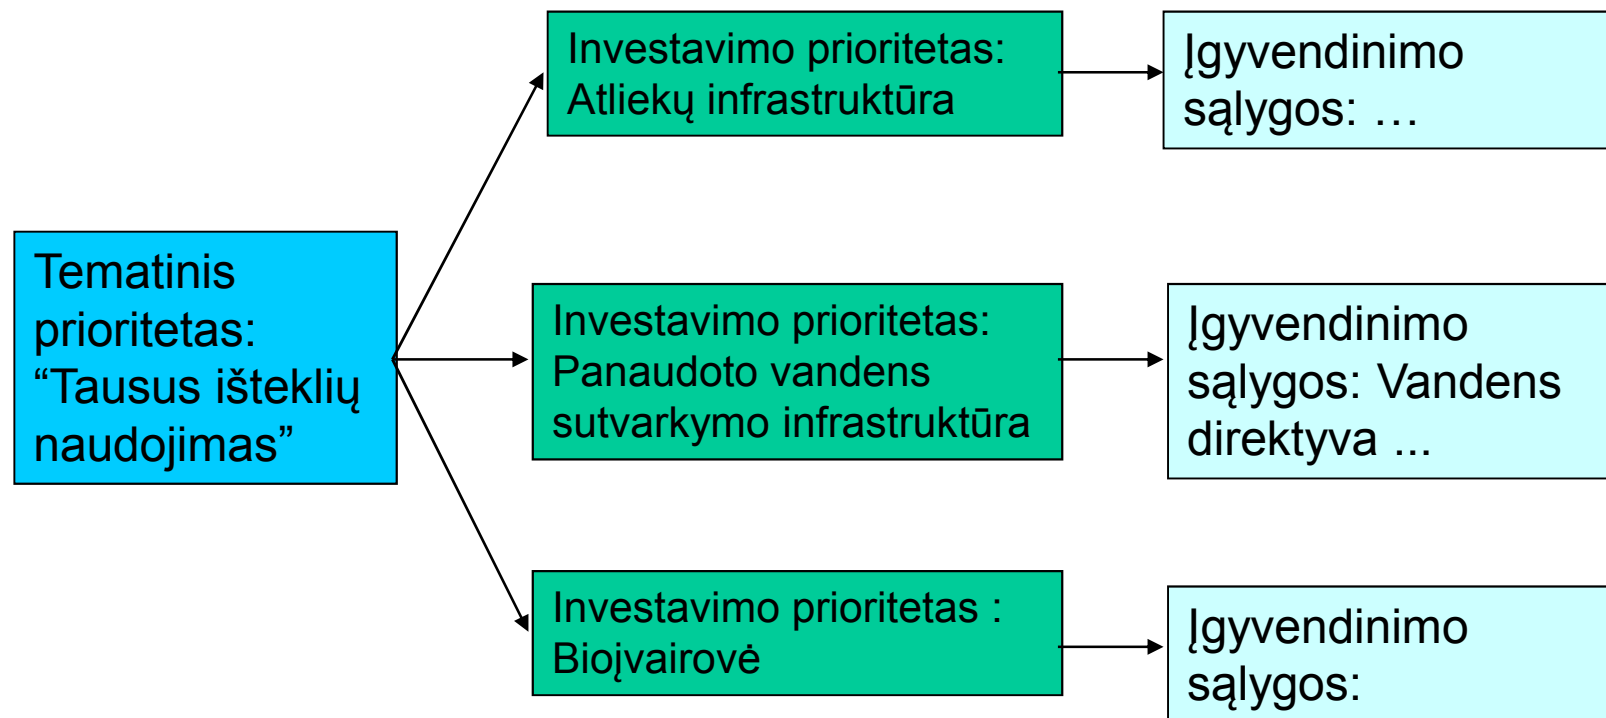 Investavimo prioritetas:
Atliekų infrastruktūra
Įgyvendinimo
sąlygos: …
Tematinis
prioritetas:
“Tausus išteklių
naudojimas”
Investavimo prioritetas:
Panaudoto vandens
sutvarkymo infrastruktūra
Įgyvendinimo
sąlygos: Vandens
direktyva ...
Investavimo prioritetas :
Bioįvairovė
Įgyvendinimo
sąlygos: